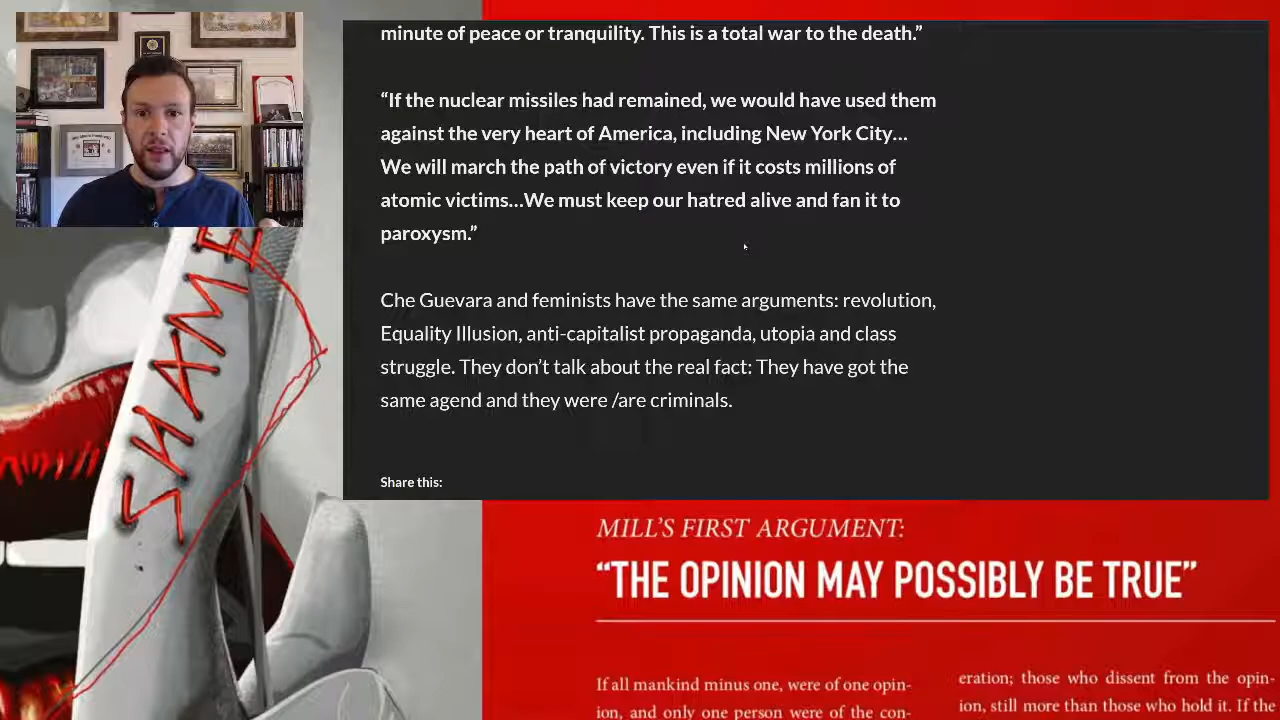 minute of peace or tranquility. This is a total war to the death.”
“If the nuclear missiles had remained, we would have used them
against the very heart of America, including New York City…
We will march the path of victory even if it costs millions of
atomic victims…We must keep our hatred alive and fan it to
paroxysm.”
Che Guevara and feminists have the same arguments: revolution,
Equality Illusion, anti-capitalist propaganda, utopia and class
struggle. They don’t talk about the real fact: They have got the
same agend and they were /are criminals.
Share this:
SHAME
MILL’S FIRST ARGUMENT:
“THE OPINION MAY POSSIBLY BE TRUE”
If all mankind minus one, were of one opin-
ion, and only one person were of the con-
eration; those who dissent from the opin-
ion, still more than those who hold it. If the